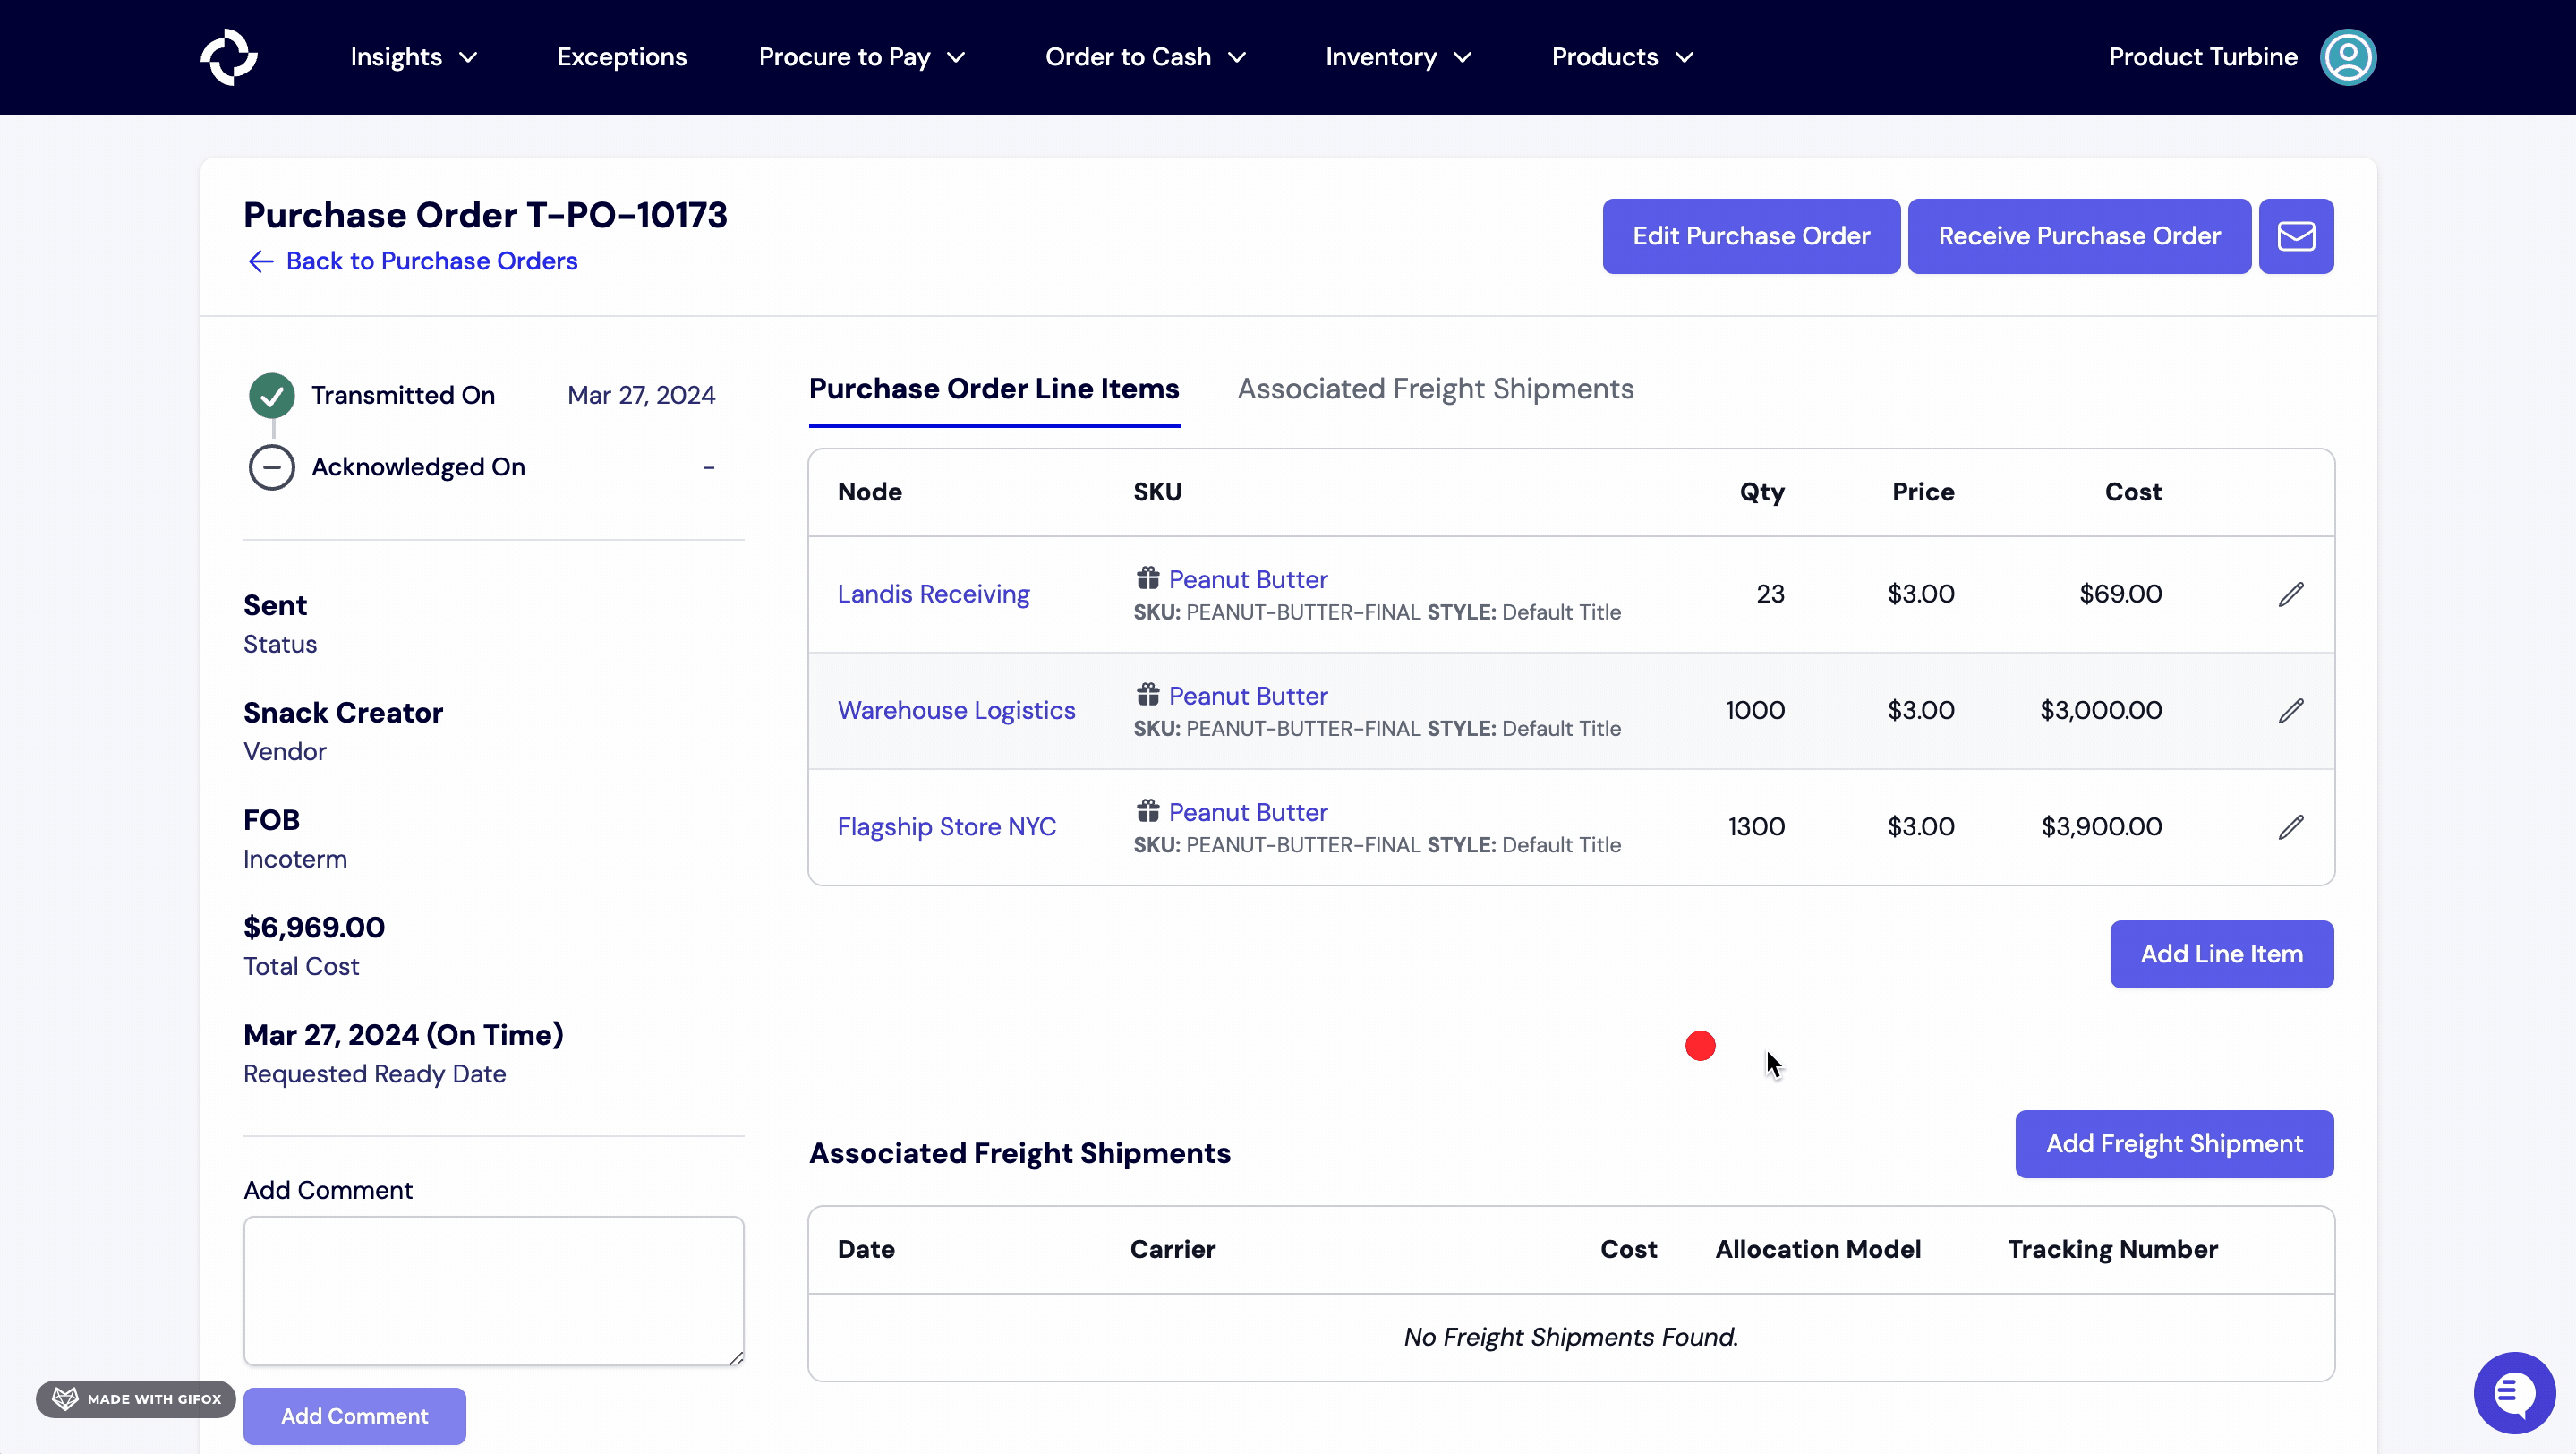 Insights Exceptions Procure to Pay Order to Cash Inventory Products Product Turbine
Purchase Order T-PO-10173
Back to Purchase Orders
Edit Purchase Order Receive Purchase Order
Transmitted On Mar 27, 2024
Acknowledged On -
Sent
Status
Snack Creator
Vendor
FOB
Incoterm
$6,969.00
Total Cost
Mar 27, 2024 (On Time)
Requested Ready Date
Add Comment
Add Comment
MADE WITH GIFOX
Purchase Order Line Items Associated Freight Shipments
Node SKU Qty Price Cost
Landis Receiving Peanut Butter 23 $3.00 $69.00
SKU: PEANUT-BUTTER-FINAL STYLE: Default Title
Warehouse Logistics Peanut Butter 1000 $3.00 $3,000.00
SKU: PEANUT-BUTTER-FINAL STYLE: Default Title
Flagship Store NYC Peanut Butter 1300 $3.00 $3,900.00
SKU: PEANUT-BUTTER-FINAL STYLE: Default Title
Add Line Item
Associated Freight Shipments
Add Freight Shipment
Date Carrier Cost Allocation Model Tracking Number
No Freight Shipments Found.